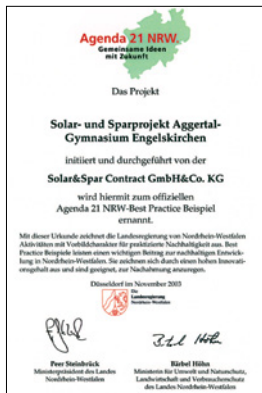 Agenda 21 NRW.
Gemeinsame Ideen
mit Zukunft
Das Projekt
Solar- und Sparprojekt Aggertal-
Gymnasium Engelskirchen
initiiert und durchgeführt von der
Solar&Spar Contract GmbH&Co. KG
wird hiermit zum offiziellen
Agenda 21 NRW-Best Practice Beispiel
ernannt.
Mit dieser Urkunde zeichnet die Landesregierung von Nordrhein-Westfalen
Aktivitäten mit Vorbildcharakter für praktizierte Nachhaltigkeit aus. Best
Practice Beispiele leisten einen wichtigen Beitrag zur nachhaltigen Entwick-
lung in Nordrhein-Westfalen. Sie zeichnen sich durch einen hohen Innovati-
onsgehalt aus und sind geeignet, zur Nachahmung anzuregen.
Düsseldorf im November 2003
Die
Landesregierung
Nordrhein-Westfalen
Peer Steinbrück
Ministerpräsident des Landes
Nordrhein-Westfalen
Bärbel Höhn
Ministerin für Umwelt und Naturschutz,
Landwirtschaft und Verbraucherschutz
des Landes Nordrhein-Westfalen